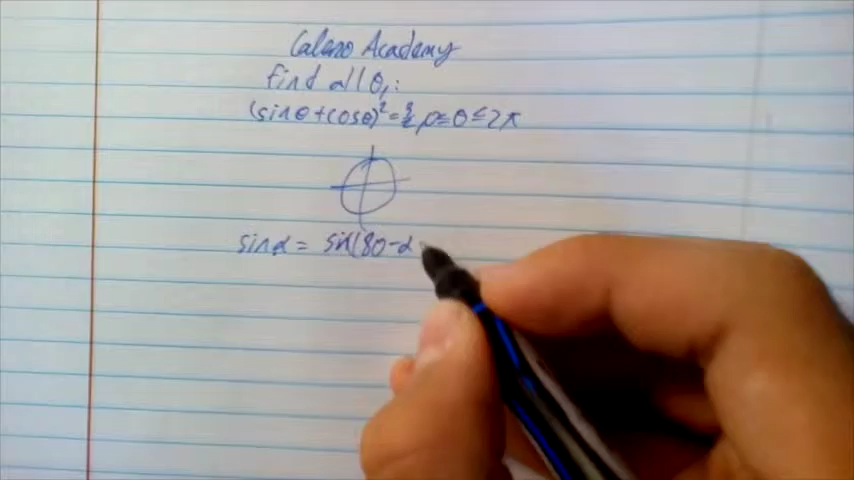 Calano Academy
find all θ,:
(sinθ+cosθ)²=3/2, 0≤θ≤2π
sinα = sin(180-α